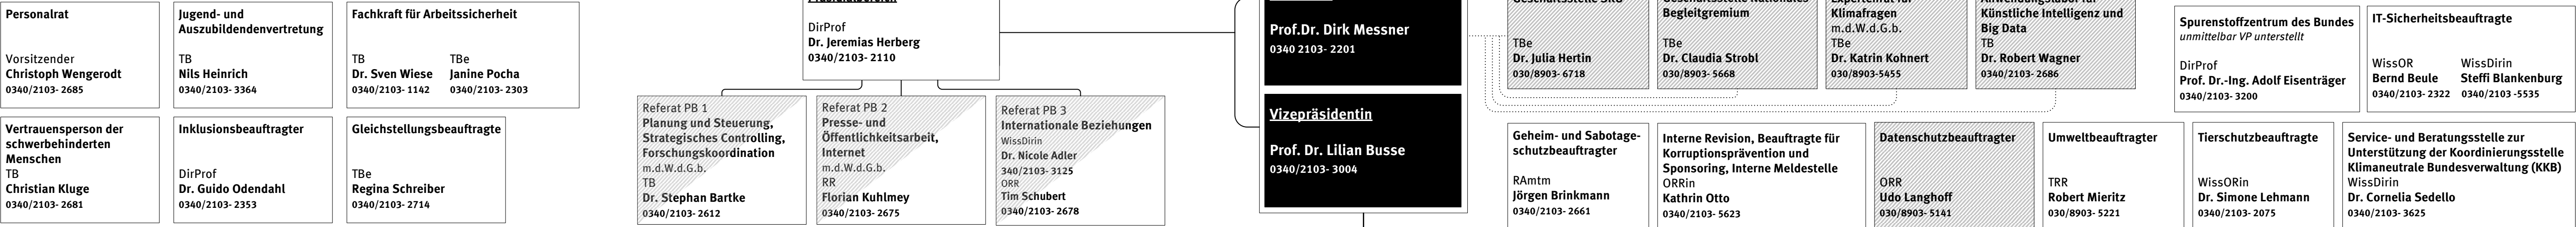 Personalrat
Vorsitzender
Christoph Wengerodt
0340/2103- 2685
Jugend- und
Auszubildendenvertretung
TB
Nils Heinrich
0340/2103- 3364
Fachkraft für Arbeitssicherheit
TB
Dr. Sven Wiese
0340/2103- 1142
TBe
Janine Pocha
0340/2103- 2303
Vertrauensperson der
schwerbehinderten
Menschen
TB
Christian Kluge
0340/2103- 2681
Inklusionsbeauftragter
DirProf
Dr. Guido Odendahl
0340/2103- 2353
Gleichstellungsbeauftragte
TBe
Regina Schreiber
0340/2103- 2714
Präsidialbereich
DirProf
Dr. Jeremias Herberg
0340/2103- 2110
Referat PB 1
Planung und Steuerung,
Strategisches Controlling,
Forschungskoordination
m.d.W.d.G.b.
TB
Dr. Stephan Bartke
0340/2103- 2612
Referat PB 2
Presse- und
Öffentlichkeitsarbeit,
Internet
m.d.W.d.G.b.
RR
Florian Kuhlmey
0340/2103- 2675
Referat PB 3
Internationale Beziehungen
WissDirin
Dr. Nicole Adler
340/2103- 3125
ORR
Tim Schubert
0340/2103- 2678
Prof.Dr. Dirk Messner
0340 2103- 2201
Vizepräsidentin
Prof. Dr. Lilian Busse
0340/2103- 3004
Geschäftsstelle SRU
TBe
Dr. Julia Hertin
030/8903- 6718
Geschäftsstelle Nationales
Begleitgremium
TBe
Dr. Claudia Strobl
030/8903- 5668
Expertenrat für
Klimafragen
m.d.W.d.G.b.
TBe
Dr. Katrin Kohnert
030/8903-5455
Anwendungslabor für
Künstliche Intelligenz und
Big Data
TB
Dr. Robert Wagner
0340/2103- 2686
Spurenstoffzentrum des Bundes
unmittelbar VP unterstellt
DirProf
Prof. Dr.-Ing. Adolf Eisenträger
0340/2103- 3200
IT-Sicherheitsbeauftragte
WissOR
Bernd Beule
0340/2103- 2322
WissDirin
Steffi Blankenburg
0340/2103 -5535
Geheim- und Sabotage-
schutzbeauftragter
RAmtm
Jörgen Brinkmann
0340/2103- 2661
Interne Revision, Beauftragte für
Korruptionsprävention und
Sponsoring, Interne Meldestelle
ORRin
Kathrin Otto
0340/2103- 5623
Datenschutzbeauftragter
ORR
Udo Langhoff
030/8903- 5141
Umweltbeauftragter
TRR
Robert Mieritz
030/8903- 5221
Tierschutzbeauftragte
WissORin
Dr. Simone Lehmann
0340/2103- 2075
Service- und Beratungsstelle zur
Unterstützung der Koordinierungsstelle
Klimaneutrale Bundesverwaltung (KKB)
WissDirin
Dr. Cornelia Sedello
0340/2103- 3625